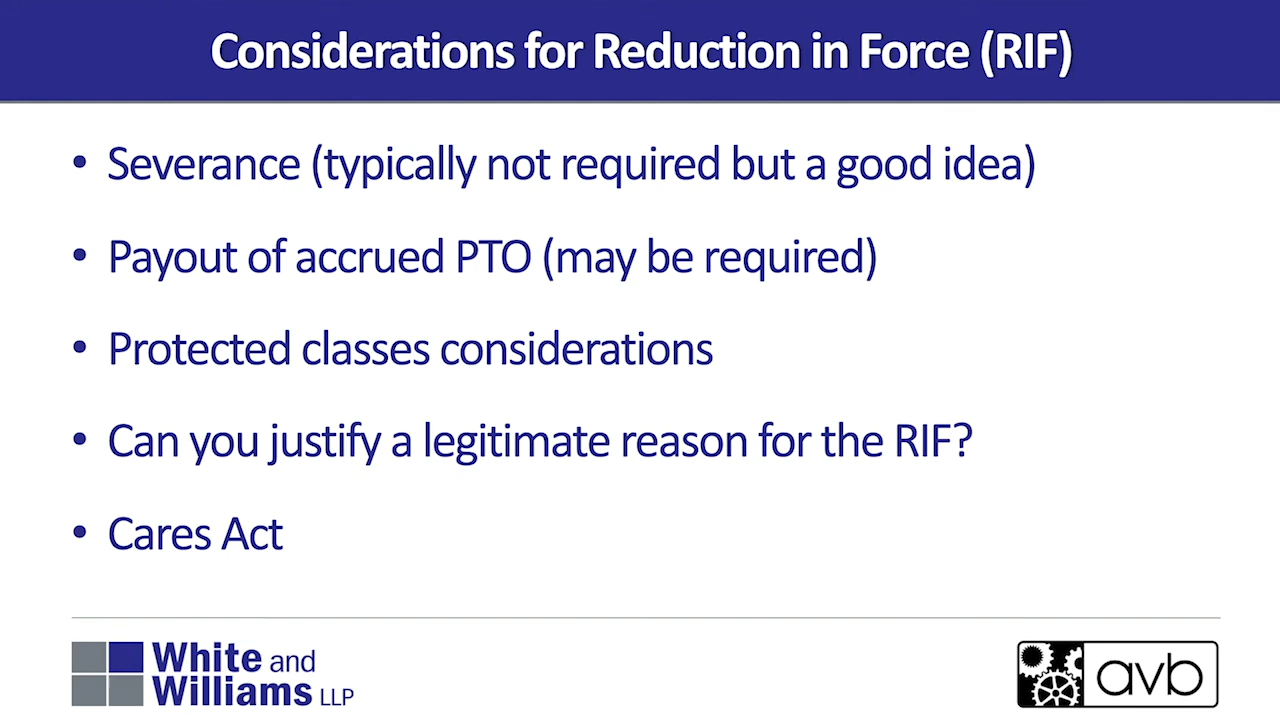 Considerations for Reduction in Force (RIF)
• Severance (typically not required but a good idea)
• Payout of accrued PTO (may be required)
• Protected classes considerations
• Can you justify a legitimate reason for the RIF?
• Cares Act
White and
Williams LLP
avb